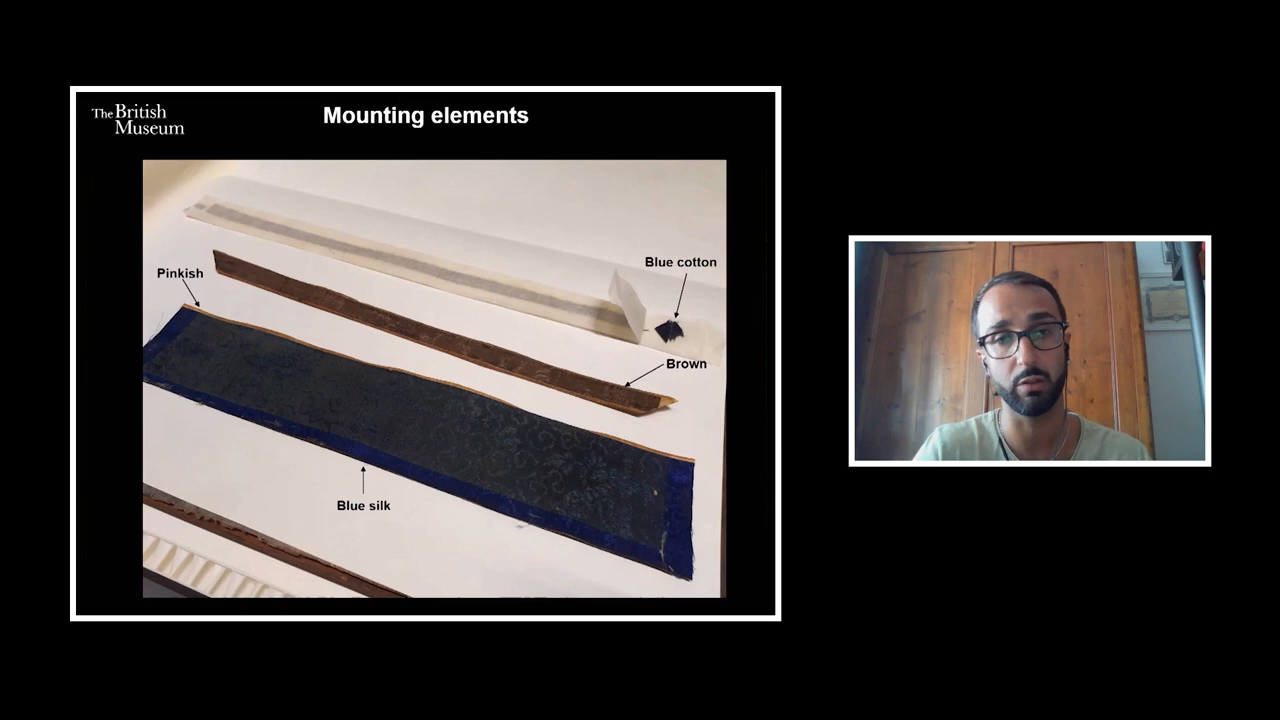 The British
Museum
Mounting elements
Pinkish
Blue cotton
Brown
Blue silk